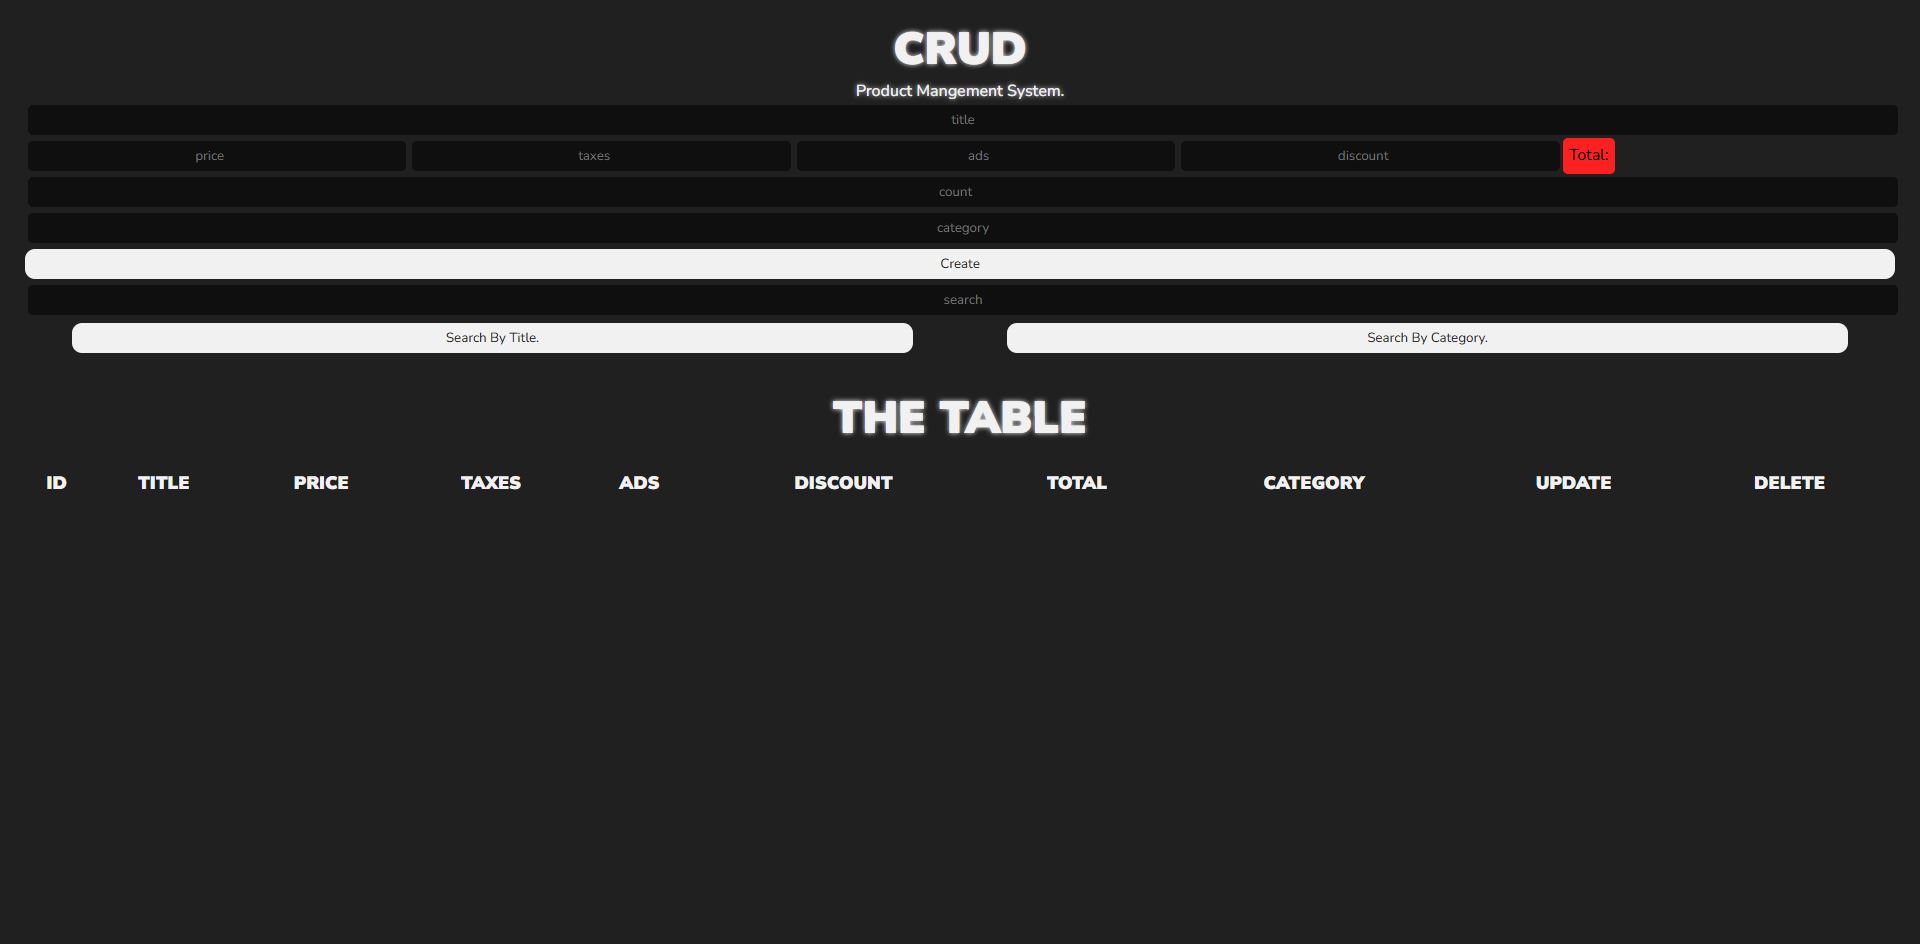 CRUD
Product Mangement System.
title
price taxes ads discount Total:
count
category
Create
search
Search By Title. Search By Category.
THE TABLE
ID TITLE PRICE TAXES ADS DISCOUNT TOTAL CATEGORY UPDATE DELETE